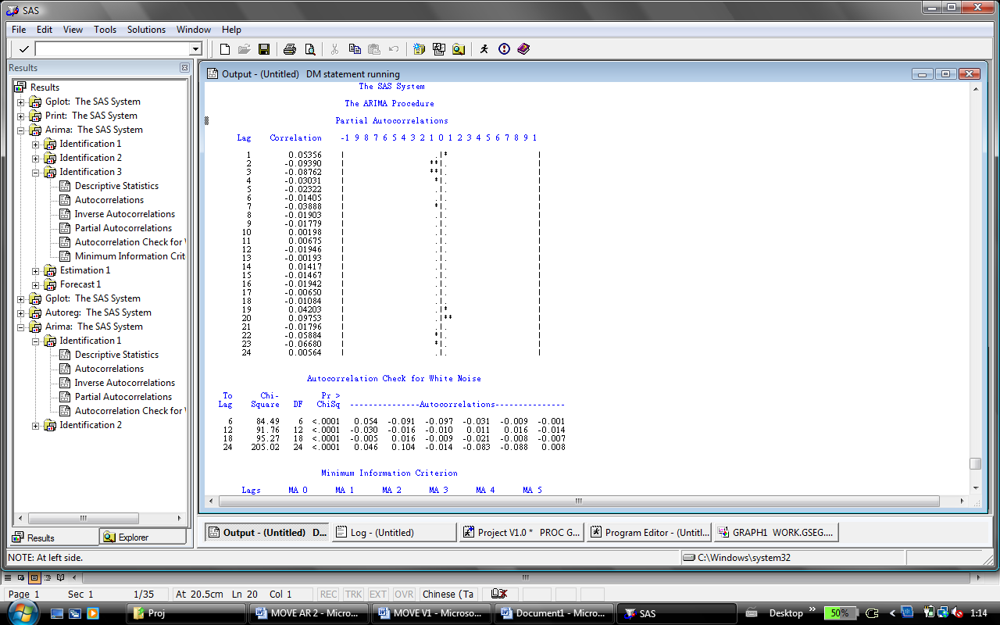 SAS
File Edit View Tools Solutions Window Help
Results
Results
Gplot: The SAS System
Print: The SAS System
Arima: The SAS System
Identification 1
Identification 2
Identification 3
Descriptive Statistics
Autocorrelations
Inverse Autocorrelations
Partial Autocorrelations
Autocorrelation Check for
Minimum Information Crit
Estimation 1
Forecast 1
Gplot: The SAS System
Autoreg: The SAS System
Arima: The SAS System
Identification 1
Descriptive Statistics
Autocorrelations
Inverse Autocorrelations
Partial Autocorrelations
Autocorrelation Check for
Identification 2
Results Explorer
Output - (Untitled) DM statement running
The SAS System
The ARIMA Procedure
Partial Autocorrelations
Lag Correlation -1 9 8 7 6 5 4 3 2 1 0 1 2 3 4 5 6 7 8 9 1
1 0.05356 | .|* |
2 -0.09390 | **|. |
3 -0.08762 | **|. |
4 -0.03031 | *|. |
5 -0.02322 | .|. |
6 -0.01405 | .|. |
7 -0.03888 | *|. |
8 -0.01903 | .|. |
9 -0.01779 | .|. |
10 0.00198 | .|. |
11 0.00675 | .|. |
12 -0.01946 | .|. |
13 -0.00193 | .|. |
14 0.01417 | .|. |
15 -0.01467 | .|. |
16 -0.01942 | .|. |
17 -0.00650 | .|. |
18 -0.01084 | .|. |
19 0.04203 | .|* |
20 0.09753 | .|** |
21 -0.01796 | .|. |
22 -0.05884 | *|. |
23 -0.06680 | *|. |
24 0.00564 | .|. |
Autocorrelation Check for White Noise
To Chi- Pr >
Lag Square DF ChiSq ---------------Autocorrelations---------------
6 84.49 6 <.0001 0.054 -0.091 -0.097 -0.031 -0.009 -0.001
12 91.76 12 <.0001 -0.030 -0.016 -0.010 0.011 0.016 -0.014
18 95.27 18 <.0001 -0.005 0.016 -0.009 -0.021 -0.008 -0.007
24 205.02 24 <.0001 0.046 0.104 -0.014 -0.083 -0.088 0.008
Minimum Information Criterion
Lags MA 0 MA 1 MA 2 MA 3 MA 4 MA 5
Output - (Untitled) D... Log - (Untitled) Project V1.0 * PROC G... Program Editor - (Untitl... GRAPH1 WORK.GSEG....
NOTE: At left side. C:\Windows\system32
Page 1 Sec 1 1/35 At 20.5cm Ln 20 Col 1 REC TRK EXT OVR Chinese (Ta
Proj MOVE AR 2 - Micro... MOVE V1 - Microso... Document1 - Micro... SAS Desktop » 50% 1:14